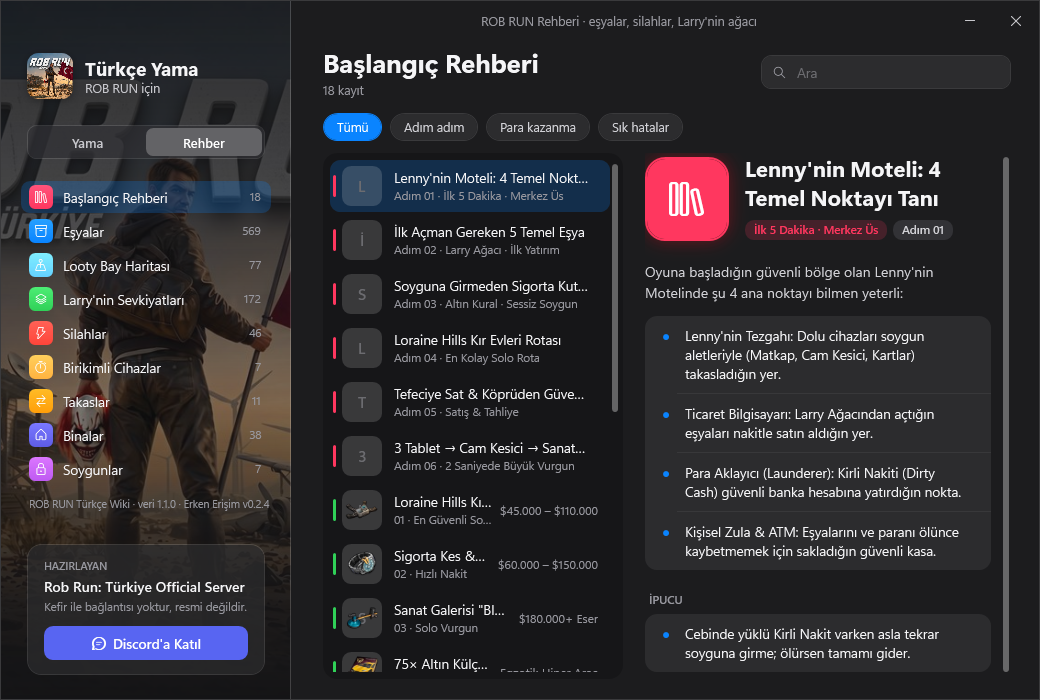 ROB RUN Rehberi · eşyalar, silahlar, Larry'nin ağacı
ROB RUN
Türkçe Yama
ROB RUN için
Yama
Rehber
Başlangıç Rehberi 18
Eşyalar 569
Looty Bay Haritası 77
Larry'nin Sevkiyatları 172
Silahlar 46
Birikimli Cihazlar 7
Takaslar 11
Binalar 38
Soygunlar 7
ROB RUN Türkçe Wiki · veri 1.1.0 · Erken Erişim v0.2.4
HAZIRLAYAN
Rob Run: Türkiye Official Server
Kefir ile bağlantısı yoktur, resmi değildir.
Discord'a Katıl
Başlangıç Rehberi
18 kayıt
Ara
Tümü
Adım adım
Para kazanma
Sık hatalar
L
Lenny'nin Moteli: 4 Temel Nokt...
Adım 01 · İlk 5 Dakika · Merkez Üs
İ
İlk Açman Gereken 5 Temel Eşya
Adım 02 · Larry Ağacı · İlk Yatırım
S
Soyguna Girmeden Sigorta Kut...
Adım 03 · Altın Kural · Sessiz Soygun
L
Loraine Hills Kır Evleri Rotası
Adım 04 · En Kolay Solo Rota
T
Tefeciye Sat & Köprüden Güve...
Adım 05 · Satış & Tahliye
3
3 Tablet → Cam Kesici → Sanat...
Adım 06 · 2 Saniyede Büyük Vurgun
Loraine Hills Kı...
01 · En Güvenli So...
$45.000 – $110.000
Sigorta Kes &...
02 · Hızlı Nakit
$60.000 – $150.000
Sanat Galerisi "Bl...
03 · Solo Vurgun
$180.000+ Eser
75× Altın Külç...
Lenny'nin Moteli: 4
Temel Noktayı Tanı
İlk 5 Dakika · Merkez Üs
Adım 01
Oyuna başladığın güvenli bölge olan Lenny'nin
Motelinde şu 4 ana noktayı bilmen yeterli:
Lenny'nin Tezgahı: Dolu cihazları soygun
aletleriyle (Matkap, Cam Kesici, Kartlar)
takasladığın yer.
Ticaret Bilgisayarı: Larry Ağacından açtığın
eşyaları nakitle satın aldığın yer.
Para Aklayıcı (Launderer): Kirli Nakiti (Dirty
Cash) güvenli banka hesabına yatırdığın nokta.
Kişisel Zula & ATM: Eşyalarını ve paranı ölünce
kaybetmemek için sakladığın güvenli kasa.
İPUCU
Cebinde yüklü Kirli Nakit varken asla tekrar
soyguna girme; ölürsen tamamı gider.